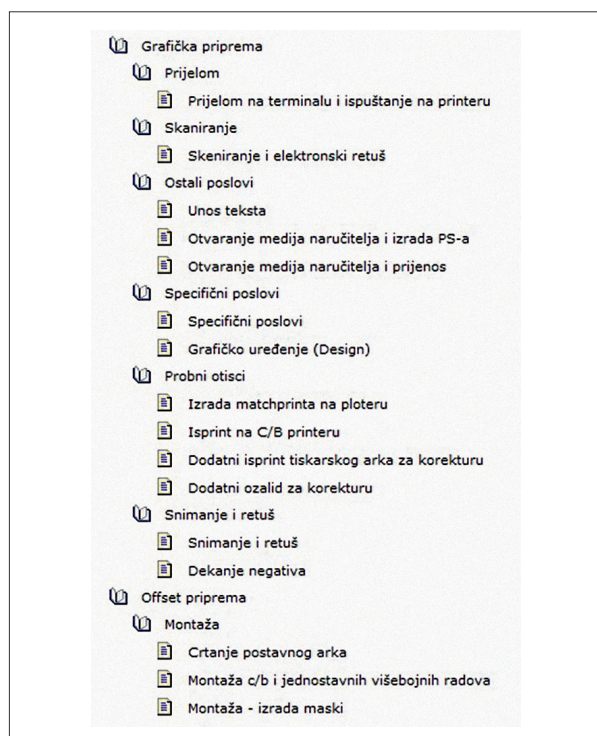 Grafička priprema
Prijelom
Prijelom na terminalu i ispuštanje na printeru
Skaniranje
Skeniranje i elektronski retuš
Ostali poslovi
Unos teksta
Otvaranje medija naručitelja i izrada PS-a
Otvaranje medija naručitelja i prijenos
Specifični poslovi
Specifični poslovi
Grafičko uređenje (Design)
Probni otisci
Izrada matchprinta na ploteru
Isprint na C/B printeru
Dodatni isprint tiskarskog arka za korekturu
Dodatni ozalid za korekturu
Snimanje i retuš
Snimanje i retuš
Dekanje negativa
Offset priprema
Montaža
Crtanje postavnog arka
Montaža c/b i jednostavnih višebojnih radova
Montaža - izrada maski